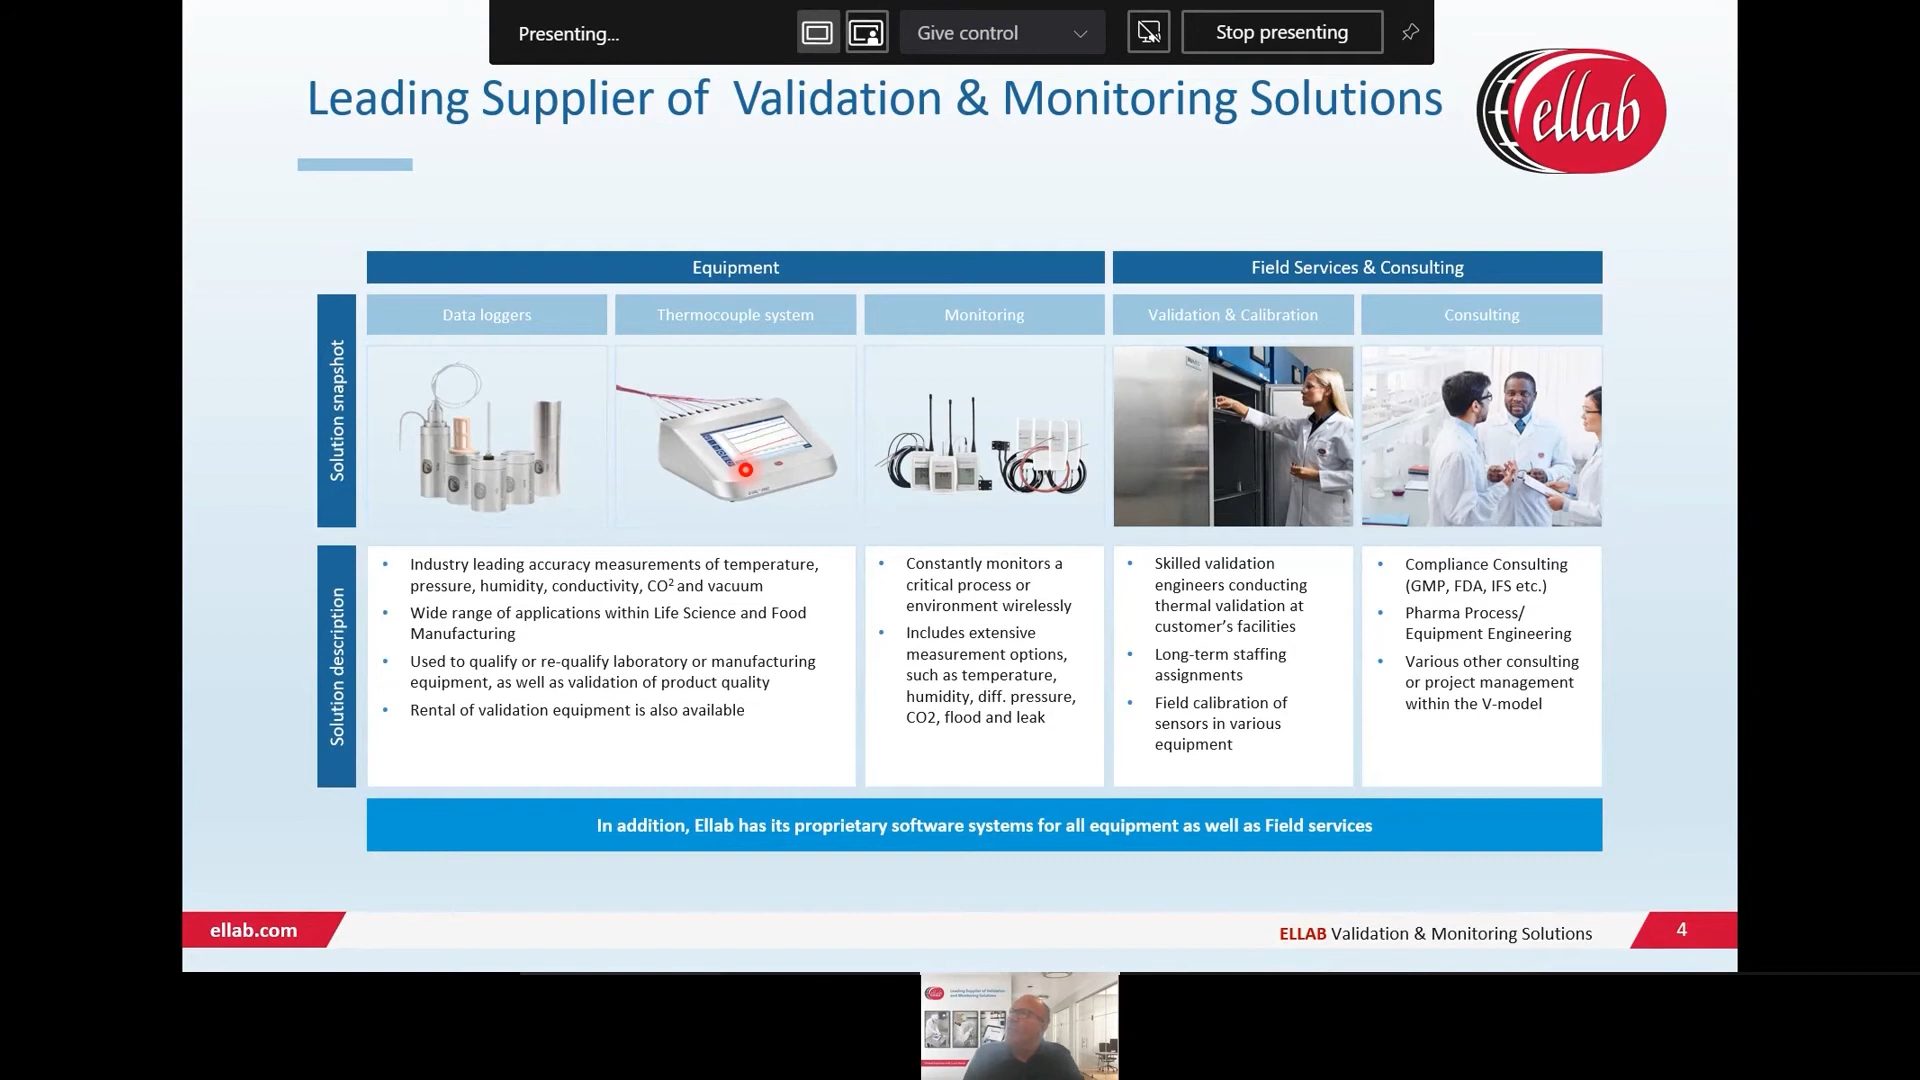 Presenting...
Give control
Stop presenting
Leading Supplier of Validation & Monitoring Solutions
ellab
Equipment
Field Services & Consulting
Solution snapshot
Data loggers
Thermocouple system
Monitoring
Validation & Calibration
Consulting
Solution description
• Industry leading accuracy measurements of temperature,
pressure, humidity, conductivity, CO² and vacuum
• Wide range of applications within Life Science and Food
Manufacturing
• Used to qualify or re-qualify laboratory or manufacturing
equipment, as well as validation of product quality
• Rental of validation equipment is also available
• Constantly monitors a
critical process or
environment wirelessly
• Includes extensive
measurement options,
such as temperature,
humidity, diff. pressure,
CO2, flood and leak
• Skilled validation
engineers conducting
thermal validation at
customer's facilities
• Long-term staffing
assignments
• Field calibration of
sensors in various
equipment
• Compliance Consulting
(GMP, FDA, IFS etc.)
• Pharma Process/
Equipment Engineering
• Various other consulting
or project management
within the V-model
In addition, Ellab has its proprietary software systems for all equipment as well as Field services
ellab.com
ELLAB Validation & Monitoring Solutions
4
Leading Supplier of Validation
and Monitoring Solutions